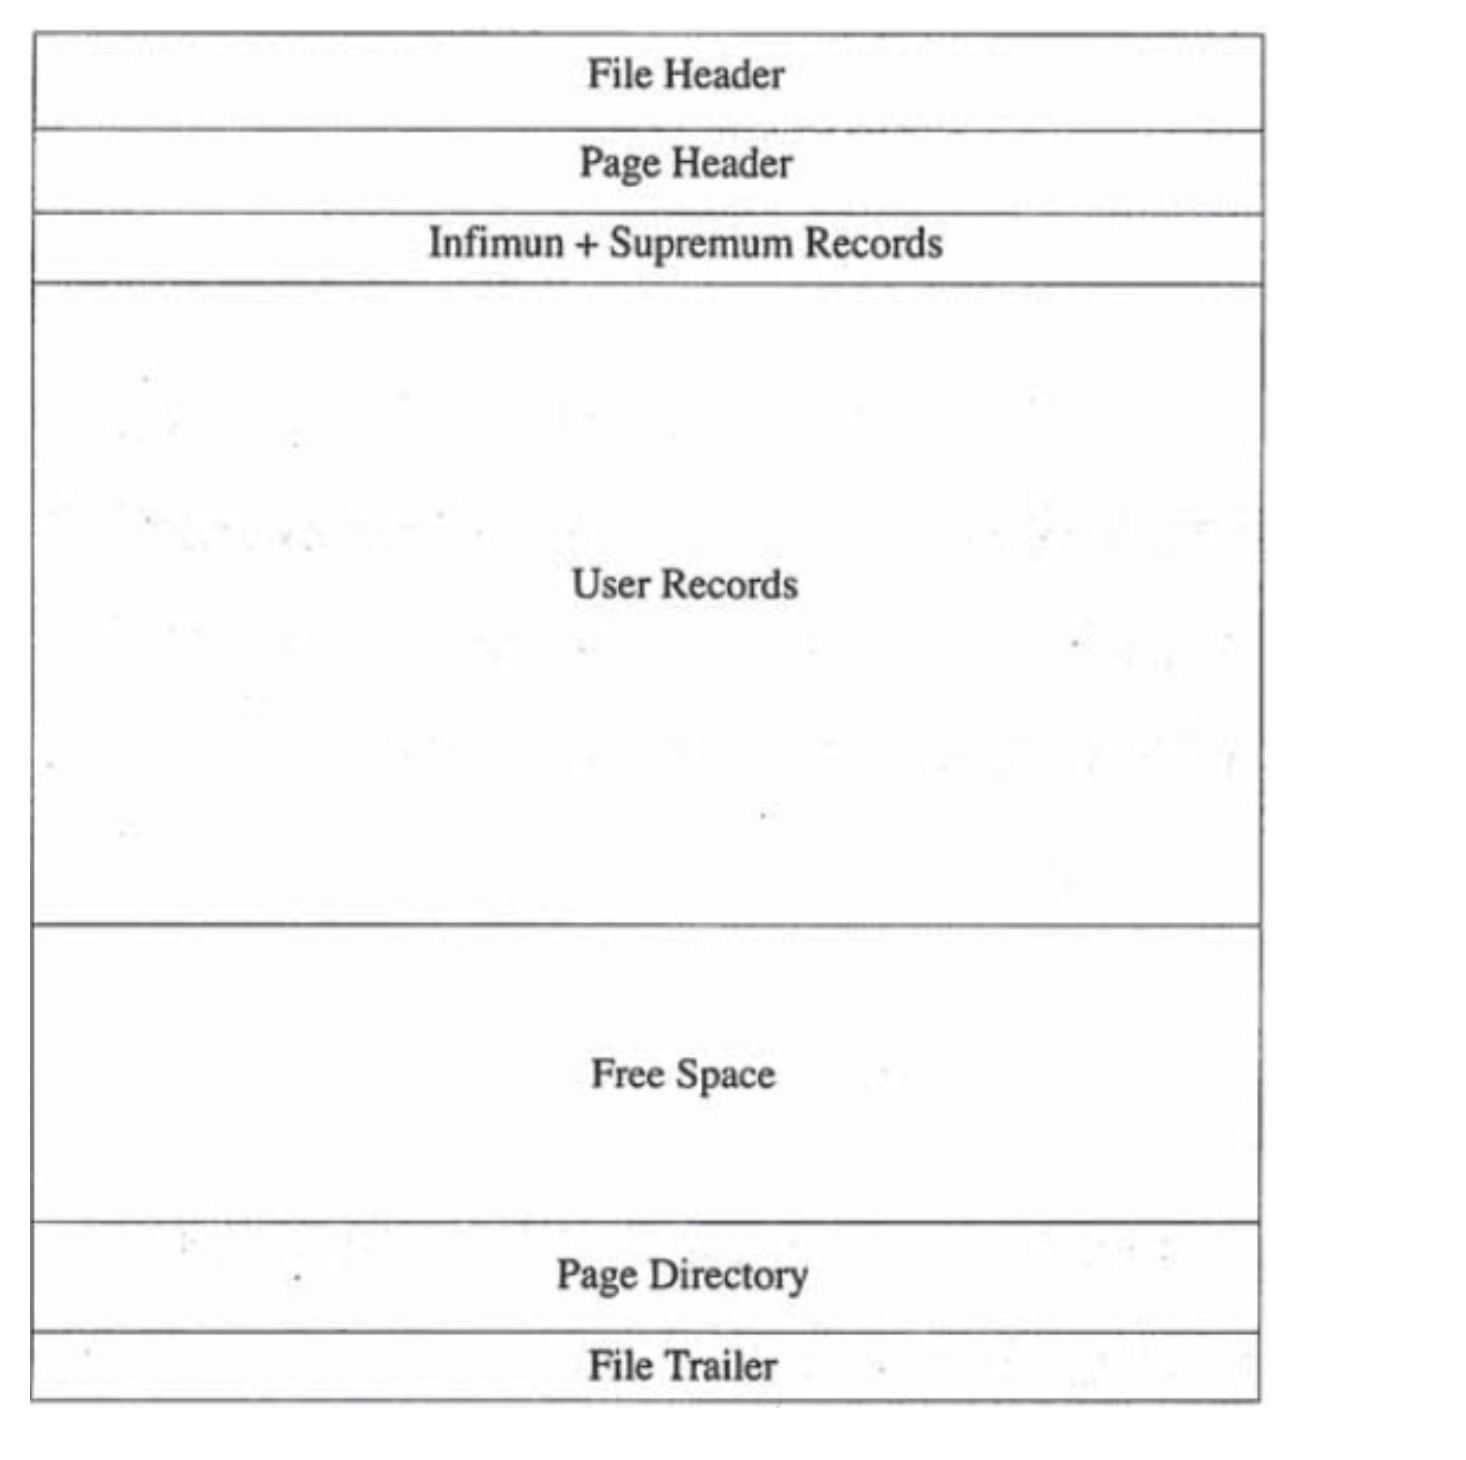 File Header
Page Header
Infimun + Supremum Records
User Records
Free Space
Page Directory
File Trailer